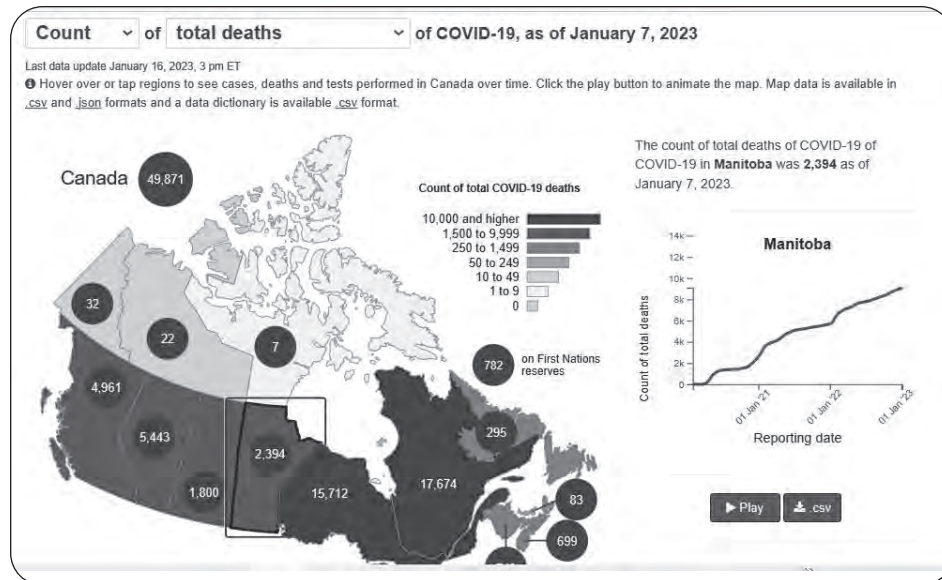 Count of total deaths of COVID-19, as of January 7, 2023
Last data update January 16, 2023, 3 pm ET
Hover over or tap regions to see cases, deaths and tests performed in Canada over time. Click the play button to animate the map. Map data is available in
.csv and .json formats and a data dictionary is available .csv format.
Canada 49,871
Count of total COVID-19 deaths
10,000 and higher
1,500 to 9,999
250 to 1,499
50 to 249
10 to 49
1 to 9
0
32
22
7
782 on First Nations
reserves
4,961
5,443
1,800
2,394
15,712
17,674
295
83
699
The count of total deaths of COVID-19 of
COVID-19 in Manitoba was 2,394 as of
January 7, 2023.
Manitoba
14k
12k
10k
8k
6k
4k
2k
0
Count of total deaths
01 Jan '21
01 Jan '22
01 Jan '23
Reporting date
Play
.csv